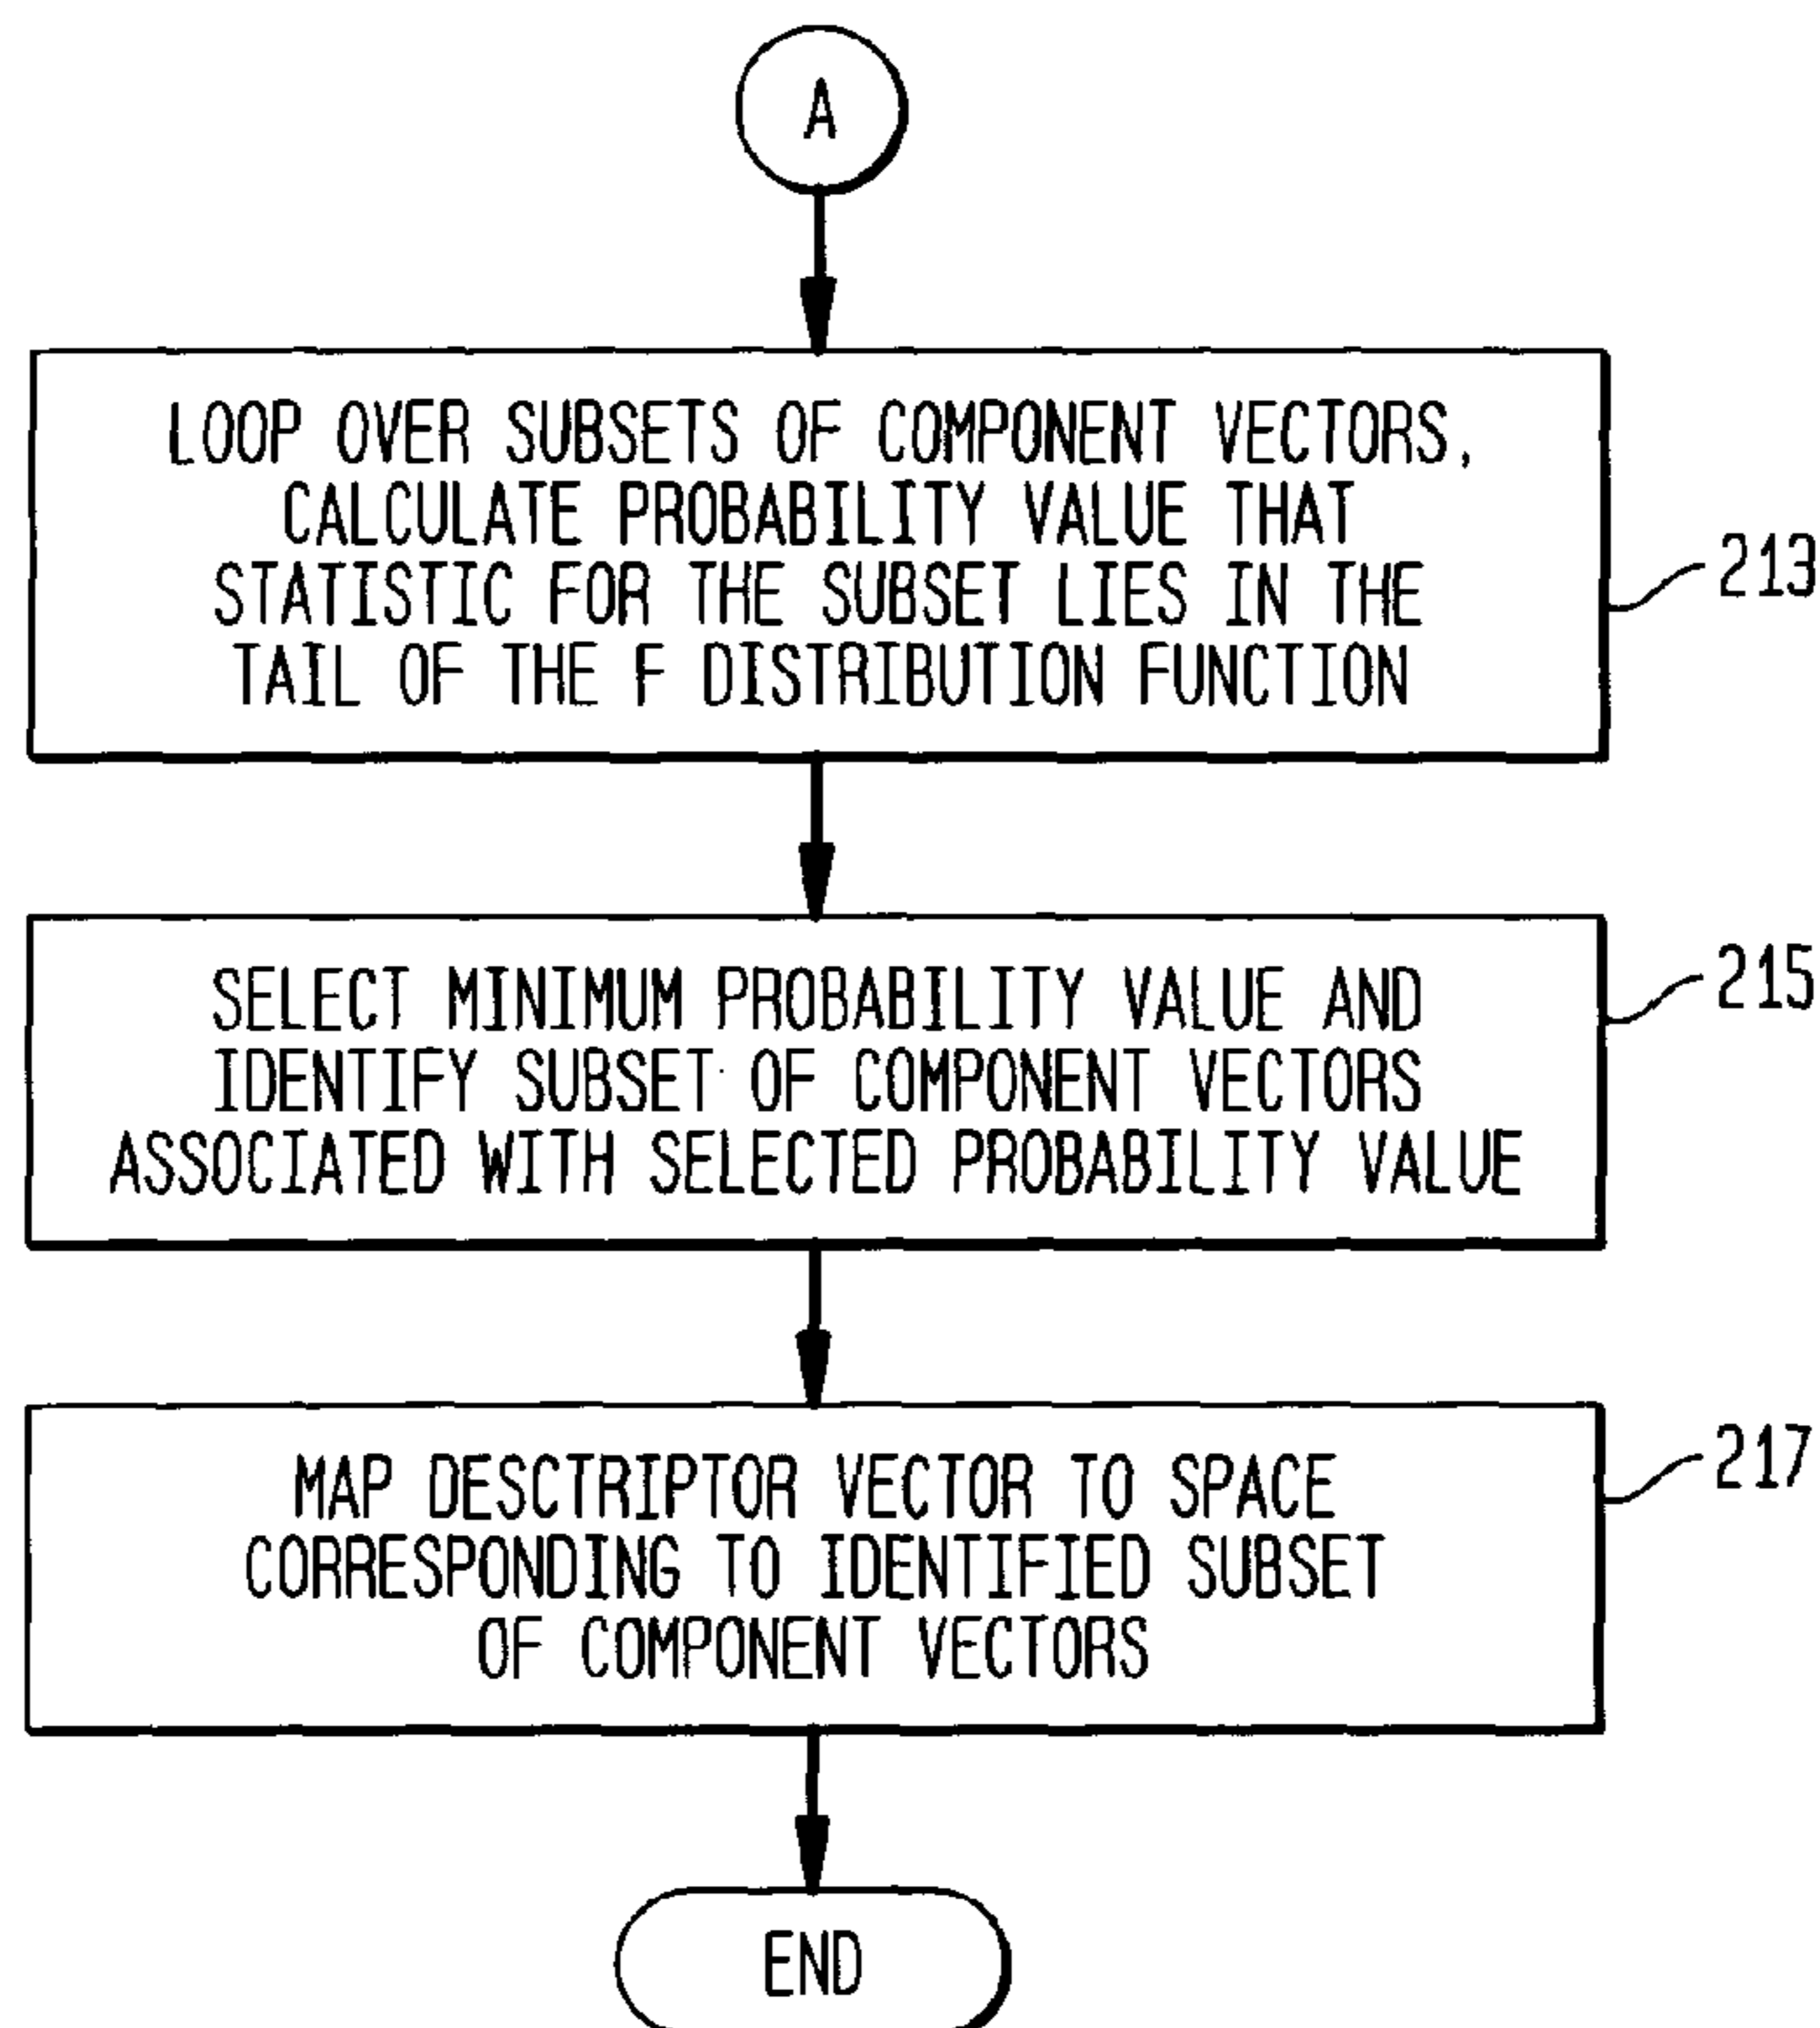 A
LOOP OVER SUBSETS OF COMPONENT VECTORS,
CALCULATE PROBABILITY VALUE THAT
STATISTIC FOR THE SUBSET LIES IN THE
TAIL OF THE F DISTRIBUTION FUNCTION
213
SELECT MINIMUM PROBABILITY VALUE AND
IDENTIFY SUBSET OF COMPONENT VECTORS
ASSOCIATED WITH SELECTED PROBABILITY VALUE
215
MAP DESCTRIPTOR VECTOR TO SPACE
CORRESPONDING TO IDENTIFIED SUBSET
OF COMPONENT VECTORS
217
END